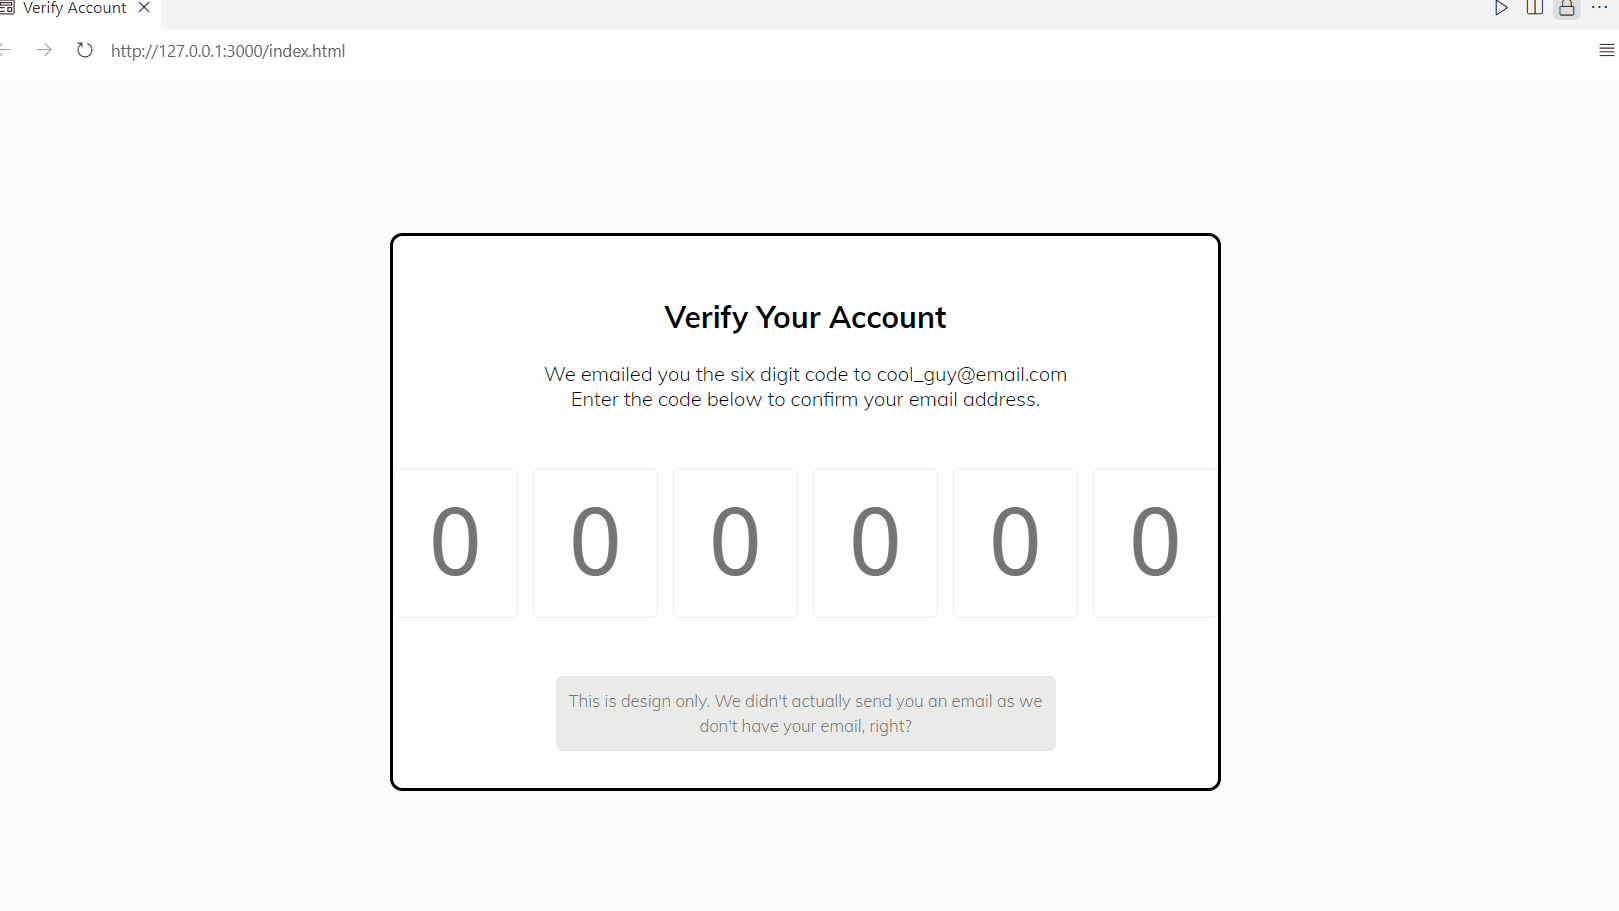 Verify Account
http://127.0.0.1:3000/index.html
Verify Your Account
We emailed you the six digit code to cool_guy@email.com
Enter the code below to confirm your email address.
0 0 0 0 0 0
This is design only. We didn't actually send you an email as we
don't have your email, right?